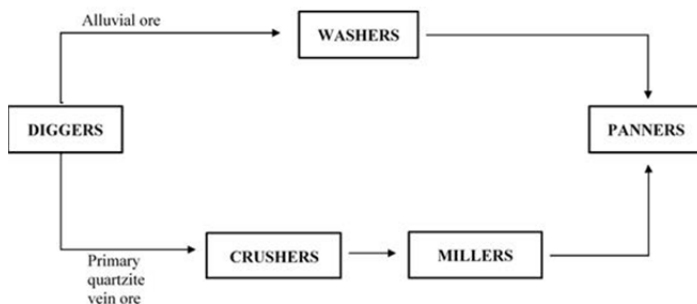 Alluvial ore
WASHERS
DIGGERS
PANNERS
CRUSHERS
MILLERS
Primary
quartzite
vein ore